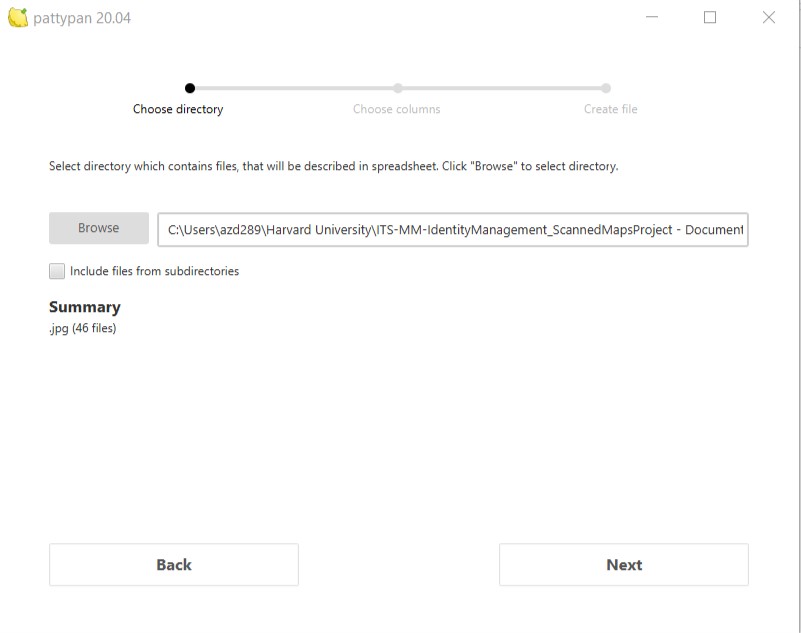 pattypan 20.04
Choose directory
Choose columns
Create file
Select directory which contains files, that will be described in spreadsheet. Click "Browse" to select directory.
Browse
C:\Users\azd289\Harvard University\ITS-MM-IdentityManagement_ScannedMapsProject - Document
Include files from subdirectories
Summary
.jpg (46 files)
Back
Next